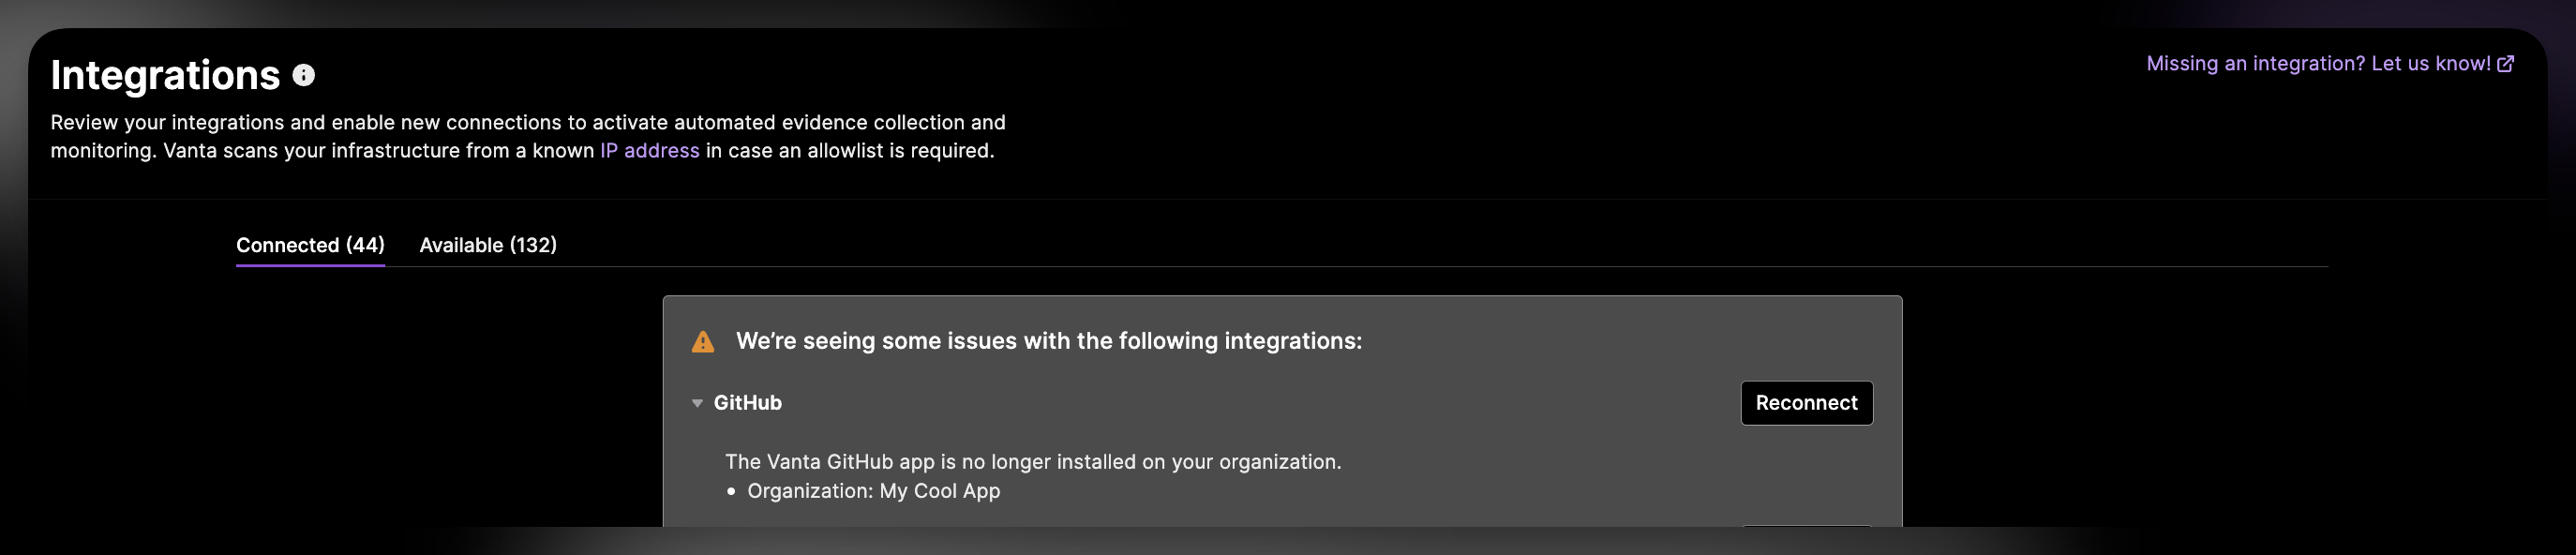 Integrations
Missing an integration? Let us know!
Review your integrations and enable new connections to activate automated evidence collection and
monitoring. Vanta scans your infrastructure from a known IP address in case an allowlist is required.
Connected (44)
Available (132)
We’re seeing some issues with the following integrations:
GitHub
Reconnect
The Vanta GitHub app is no longer installed on your organization.
• Organization: My Cool App